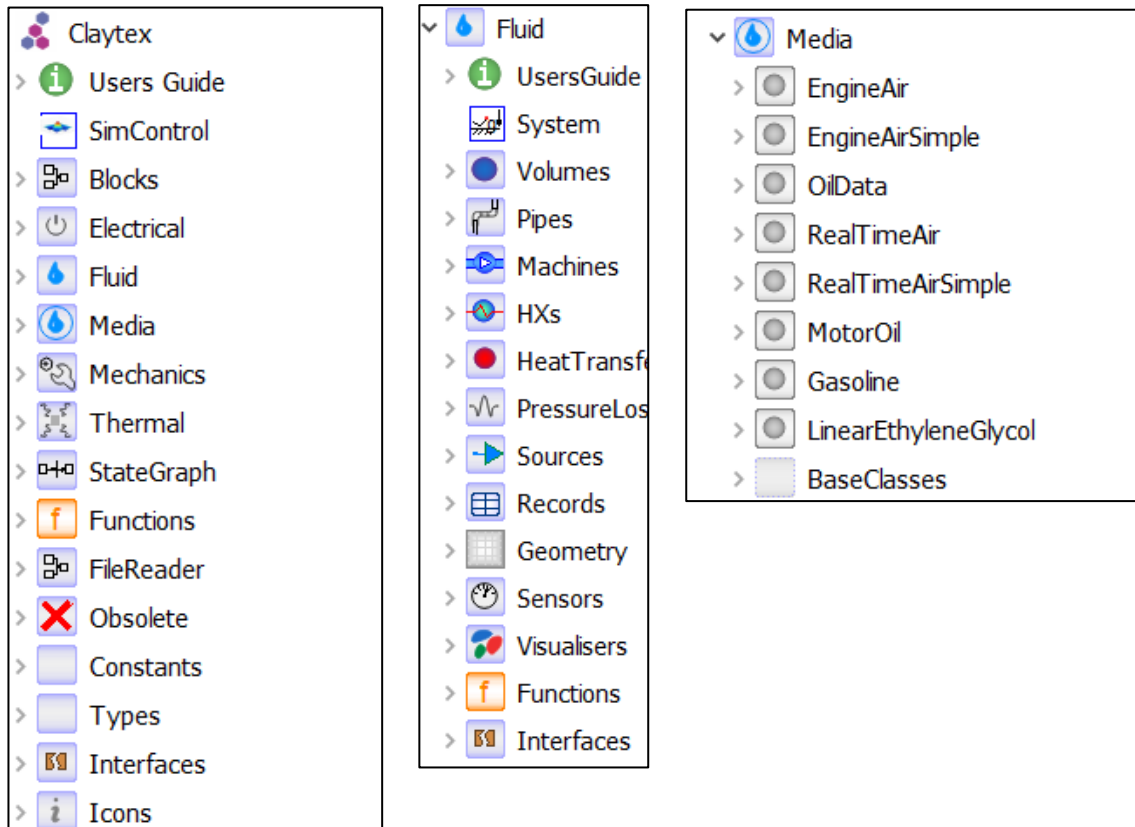 Claytex
Users Guide
SimControl
Blocks
Electrical
Fluid
Media
Mechanics
Thermal
StateGraph
Functions
FileReader
Obsolete
Constants
Types
Interfaces
Icons
Fluid
UsersGuide
System
Volumes
Pipes
Machines
HXs
HeatTransfe
PressureLos
Sources
Records
Geometry
Sensors
Visualisers
Functions
Interfaces
Media
EngineAir
EngineAirSimple
OilData
RealTimeAir
RealTimeAirSimple
MotorOil
Gasoline
LinearEthyleneGlycol
BaseClasses